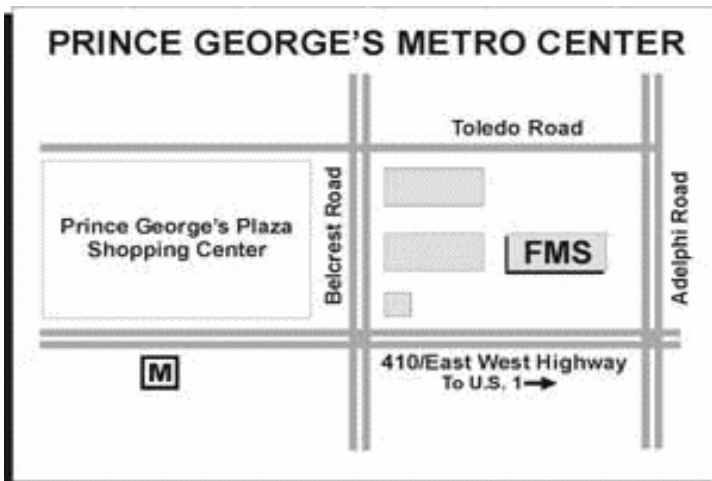 PRINCE GEORGE'S METRO CENTER
Toledo Road
Prince George's Plaza
Shopping Center
Belcrest Road
FMS
Adelphi Road
M
410/East West Highway
To U.S. 1